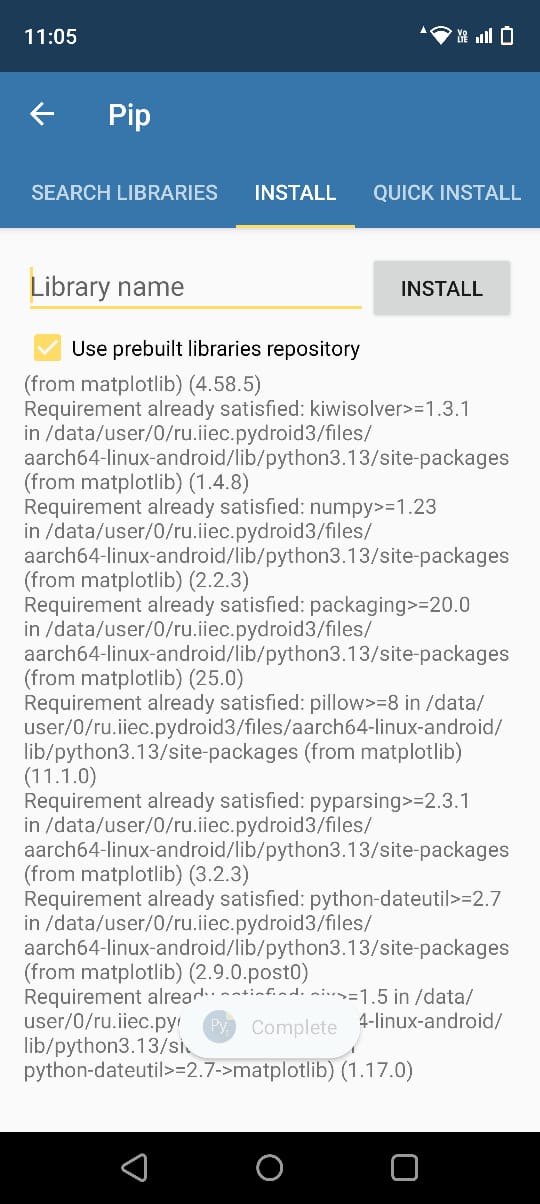 11:05
Vo
LTE
Pip
SEARCH LIBRARIES
INSTALL
QUICK INSTALL
Library name
INSTALL
Use prebuilt libraries repository
(from matplotlib) (4.58.5)
Requirement already satisfied: kiwisolver>=1.3.1
in /data/user/0/ru.iiec.pydroid3/files/
aarch64-linux-android/lib/python3.13/site-packages
(from matplotlib) (1.4.8)
Requirement already satisfied: numpy>=1.23
in /data/user/0/ru.iiec.pydroid3/files/
aarch64-linux-android/lib/python3.13/site-packages
(from matplotlib) (2.2.3)
Requirement already satisfied: packaging>=20.0
in /data/user/0/ru.iiec.pydroid3/files/
aarch64-linux-android/lib/python3.13/site-packages
(from matplotlib) (25.0)
Requirement already satisfied: pillow>=8 in /data/
user/0/ru.iiec.pydroid3/files/aarch64-linux-android/
lib/python3.13/site-packages (from matplotlib)
(11.1.0)
Requirement already satisfied: pyparsing>=2.3.1
in /data/user/0/ru.iiec.pydroid3/files/
aarch64-linux-android/lib/python3.13/site-packages
(from matplotlib) (3.2.3)
Requirement already satisfied: python-dateutil>=2.7
in /data/user/0/ru.iiec.pydroid3/files/
aarch64-linux-android/lib/python3.13/site-packages
(from matplotlib) (2.9.0.post0)
Requirement already satisfied: six>=1.5 in /data/
user/0/ru.iiec.py 4-linux-android/
lib/python3.13/si
Py
Complete
python-dateutil>=2.7->matplotlib) (1.17.0)